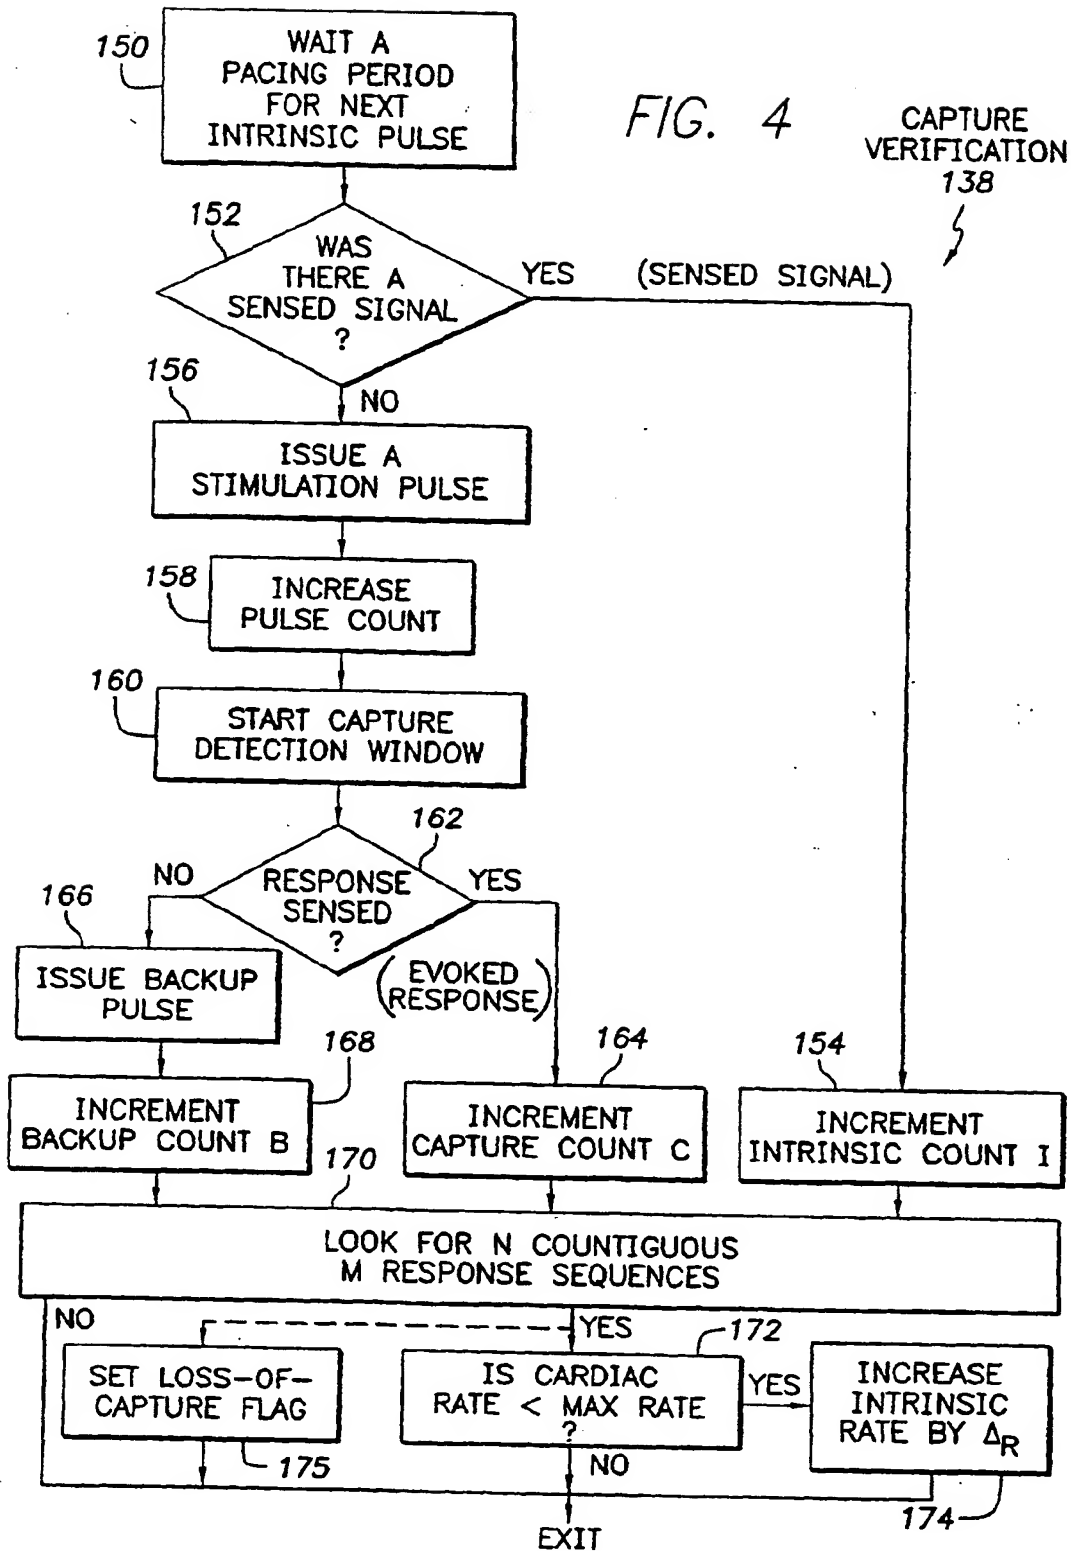 150
WAIT A
PACING PERIOD
FOR NEXT
INTRINSIC PULSE
FIG. 4
CAPTURE
VERIFICATION
138
152
WAS
THERE A
SENSED SIGNAL
?
YES
(SENSED SIGNAL)
156
NO
ISSUE A
STIMULATION PULSE
158
INCREASE
PULSE COUNT
160
START CAPTURE
DETECTION WINDOW
162
NO
RESPONSE
SENSED
?
YES
166
ISSUE BACKUP
PULSE
(EVOKED
RESPONSE)
168
164
154
INCREMENT
BACKUP COUNT B
INCREMENT
CAPTURE COUNT C
INCREMENT
INTRINSIC COUNT I
170
LOOK FOR N COUNTIGUOUS
M RESPONSE SEQUENCES
NO
YES
172
SET LOSS-OF-
CAPTURE FLAG
175
IS CARDIAC
RATE < MAX RATE
?
YES
NO
INCREASE
INTRINSIC
RATE BY ΔR
174
EXIT